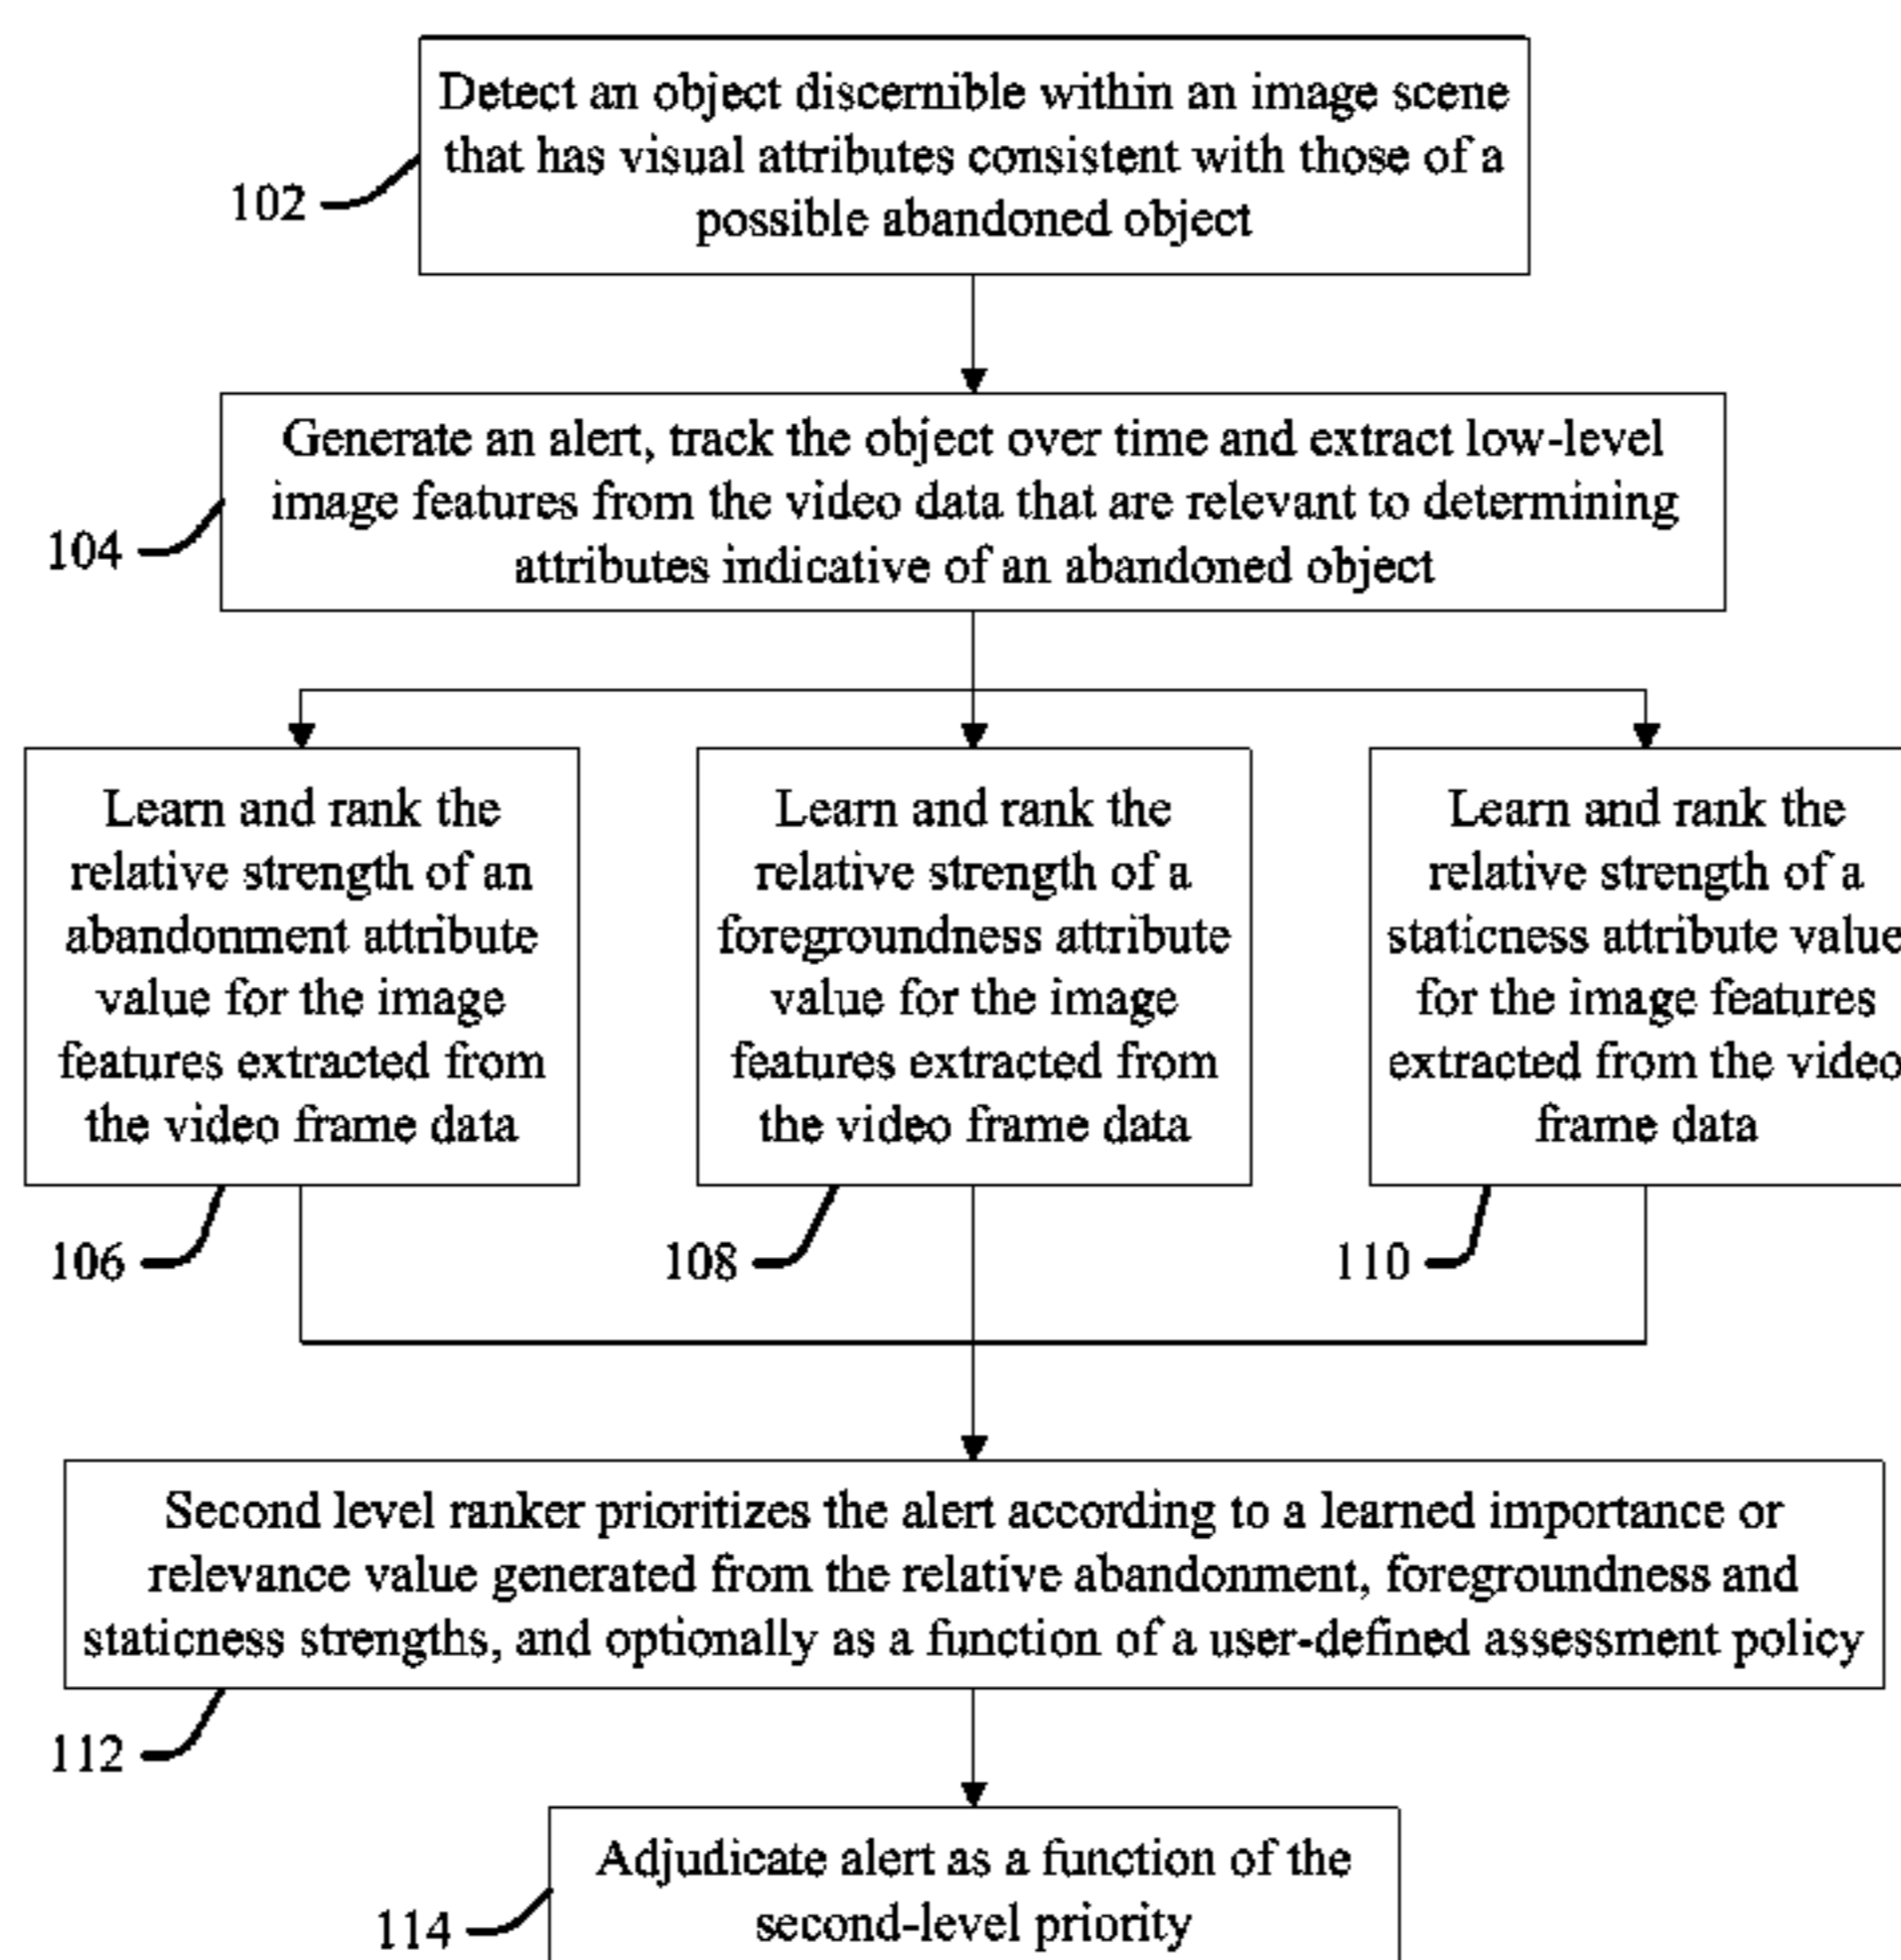 Detect an object discernible within an image scene
that has visual attributes consistent with those of a
possible abandoned object
102
Generate an alert, track the object over time and extract low-level
image features from the video data that are relevant to determining
attributes indicative of an abandoned object
104
Learn and rank the
relative strength of an
abandonment attribute
value for the image
features extracted from
the video frame data
106
Learn and rank the
relative strength of a
foregroundness attribute
value for the image
features extracted from
the video frame data
108
Learn and rank the
relative strength of a
staticness attribute value
for the image features
extracted from the video
frame data
110
Second level ranker prioritizes the alert according to a learned importance or
relevance value generated from the relative abandonment, foregroundness and
staticness strengths, and optionally as a function of a user-defined assessment policy
112
Adjudicate alert as a function of the
second-level priority
114